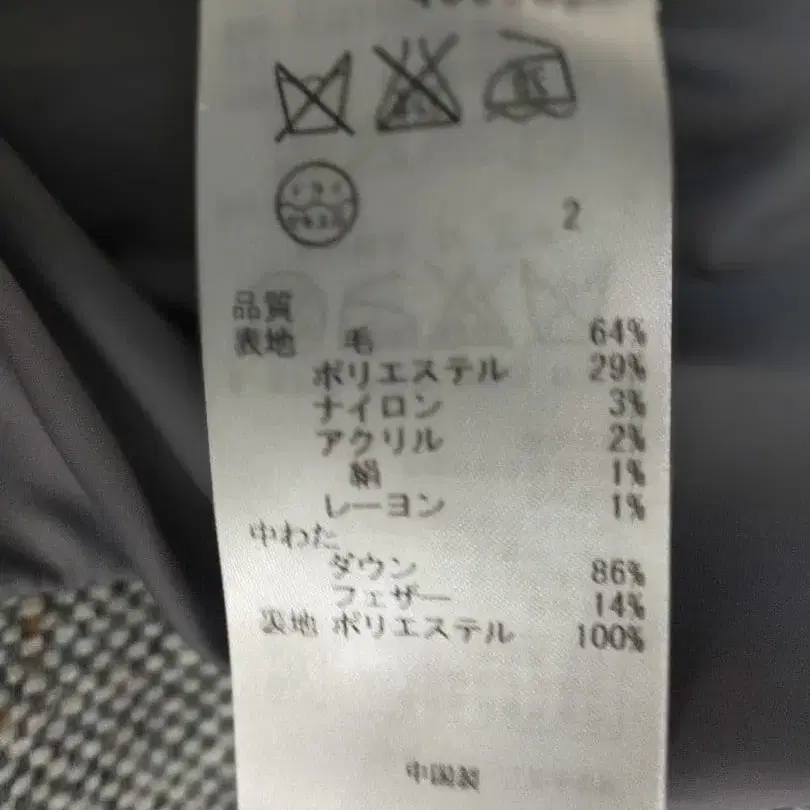 2
品質
表地 毛 64%
ポリエステル 29%
ナイロン 3%
アクリル 2%
絹 1%
レーヨン 1%
中わた
ダウン 86%
フェザー 14%
裏地 ポリエステル 100%
中国製